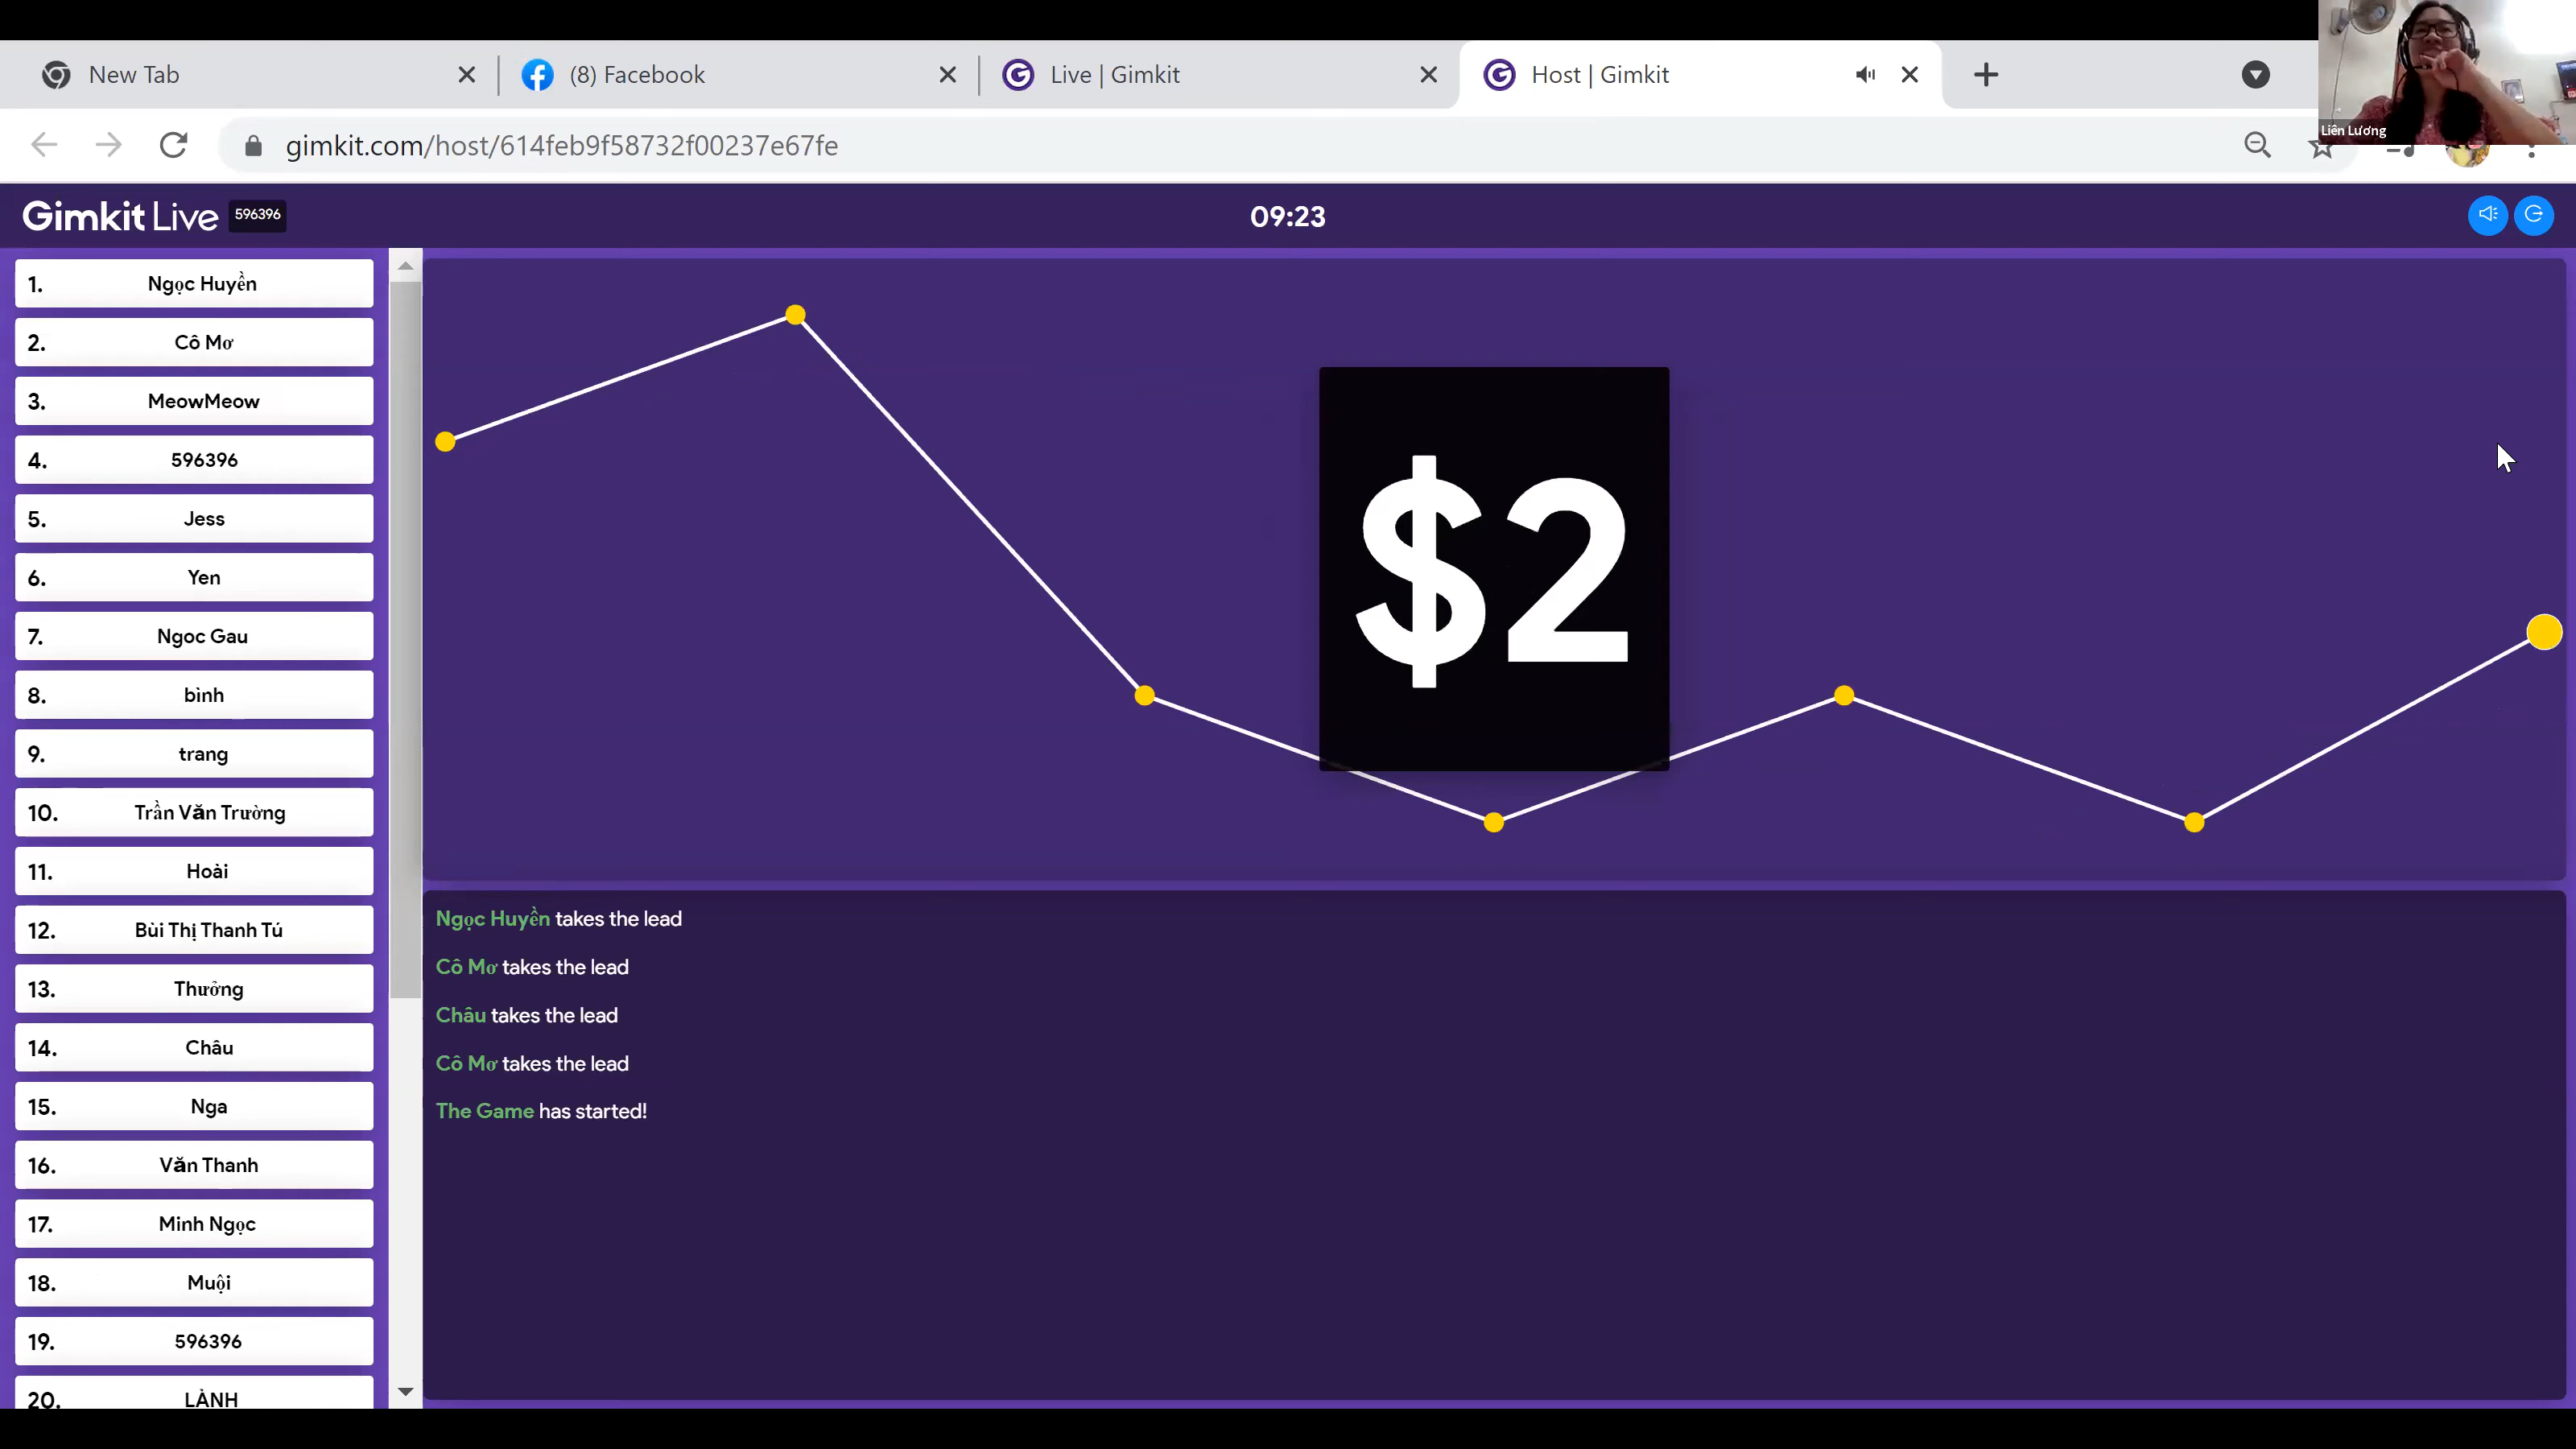 New Tab
(8) Facebook
Live | Gimkit
Host | Gimkit
Liên Lương
gimkit.com/host/614feb9f58732f00237e67fe
Gimkit Live 596396
09:23
1. Ngọc Huyền
2. Cô Mơ
3. MeowMeow
4. 596396
5. Jess
6. Yen
7. Ngoc Gau
8. bình
9. trang
10. Trần Văn Trường
11. Hoài
12. Bùi Thị Thanh Tú
13. Thưởng
14. Châu
15. Nga
16. Văn Thanh
17. Minh Ngọc
18. Muội
19. 596396
20. LÀNH
$2
Ngọc Huyền takes the lead
Cô Mơ takes the lead
Châu takes the lead
Cô Mơ takes the lead
The Game has started!